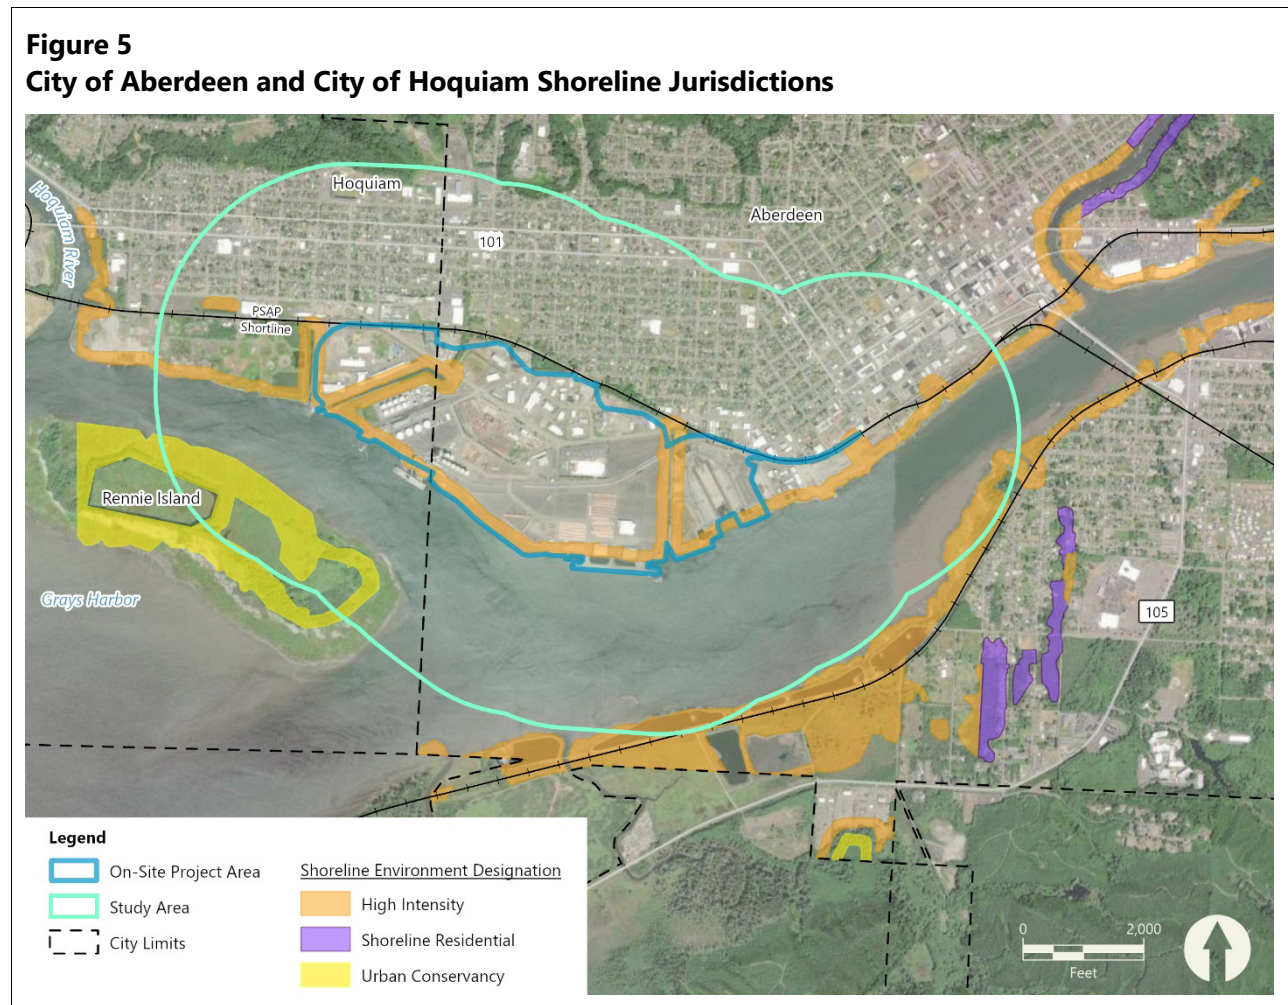 Figure 5
City of Aberdeen and City of Hoquiam Shoreline Jurisdictions
Hoquiam
Aberdeen
Hoquiam River
101
PSAP
Shortline
Rennie Island
Grays Harbor
105
Legend
On-Site Project Area
Study Area
City Limits
Shoreline Environment Designation
High Intensity
Shoreline Residential
Urban Conservancy
0 2,000
Feet